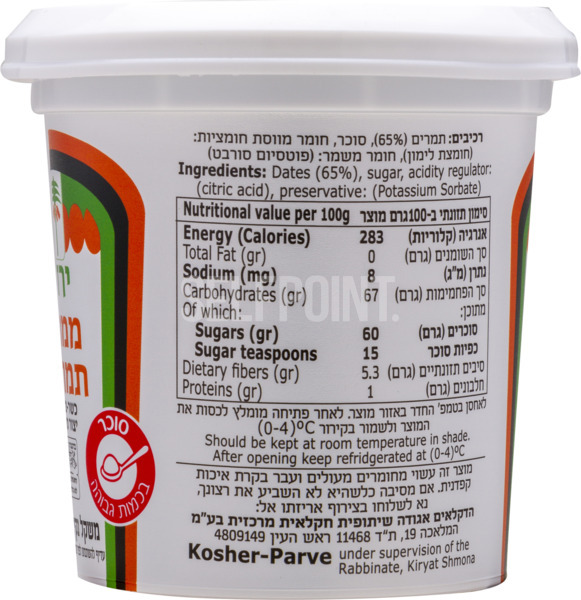 רכיבים: תמרים (65%), סוכר, חומר מווסת חומציות:
(חומצת לימון), חומר משמר: (פוטסיום סורבט)
Ingredients: Dates (65%), sugar, acidity regulator:
(citric acid), preservative: (Potassium Sorbate)
Nutritional value per 100g סימון תזונתי ב-100גרם מוצר
Energy (Calories) 283 אנרגיה (קלוריות)
Total Fat (gr) 0 סך השומנים (גרם)
Sodium (mg) 8 נתרן (מ"ג)
Carbohydrates (gr) 67 סך הפחמימות (גרם)
Of which: מתוכן:
Sugars (gr) 60 סוכרים (גרם)
Sugar teaspoons 15 כפיות סוכר
Dietary fibers (gr) 5.3 סיבים תזונתיים (גרם)
Proteins (gr) 1 חלבונים (גרם)
לאחסן בטמפ' החדר באזור מוצל. לאחר פתיחה מומלץ לכסות את
המוצר ולשמור בקירור (0-4)ºC
Should be kept at room temperature in shade.
After opening keep refridgerated at (0-4)ºC
מוצר זה עשוי מחומרים מעולים ועבר בקרת איכות
קפדנית. אם מסיבה כלשהיא לא השביע את רצונך,
נא לשלוחו בצירוף אריזתו אל:
הדקלאים אגודה שיתופית חקלאית מרכזית בע"מ
המלאכה 19, ת"ד 11468 ראש העין 4809149
Kosher-Parve under supervision of the
Rabbinate, Kiryat Shmona
סוכר
בכמות גבוהה
POINT.